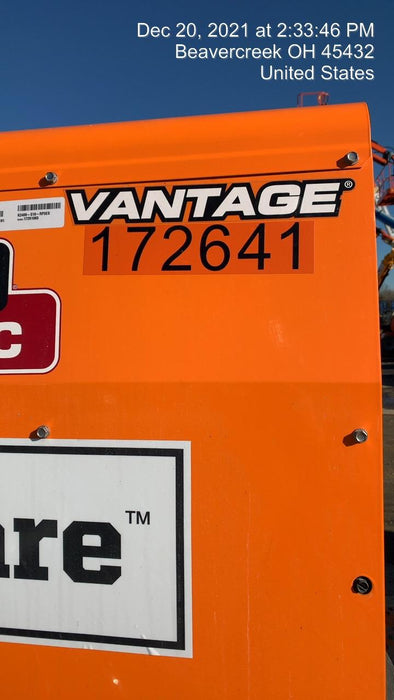 Dec 20, 2021 at 2:33:46 PM
Beavercreek OH 45432
United States
VANTAGE®
172641
C
are™